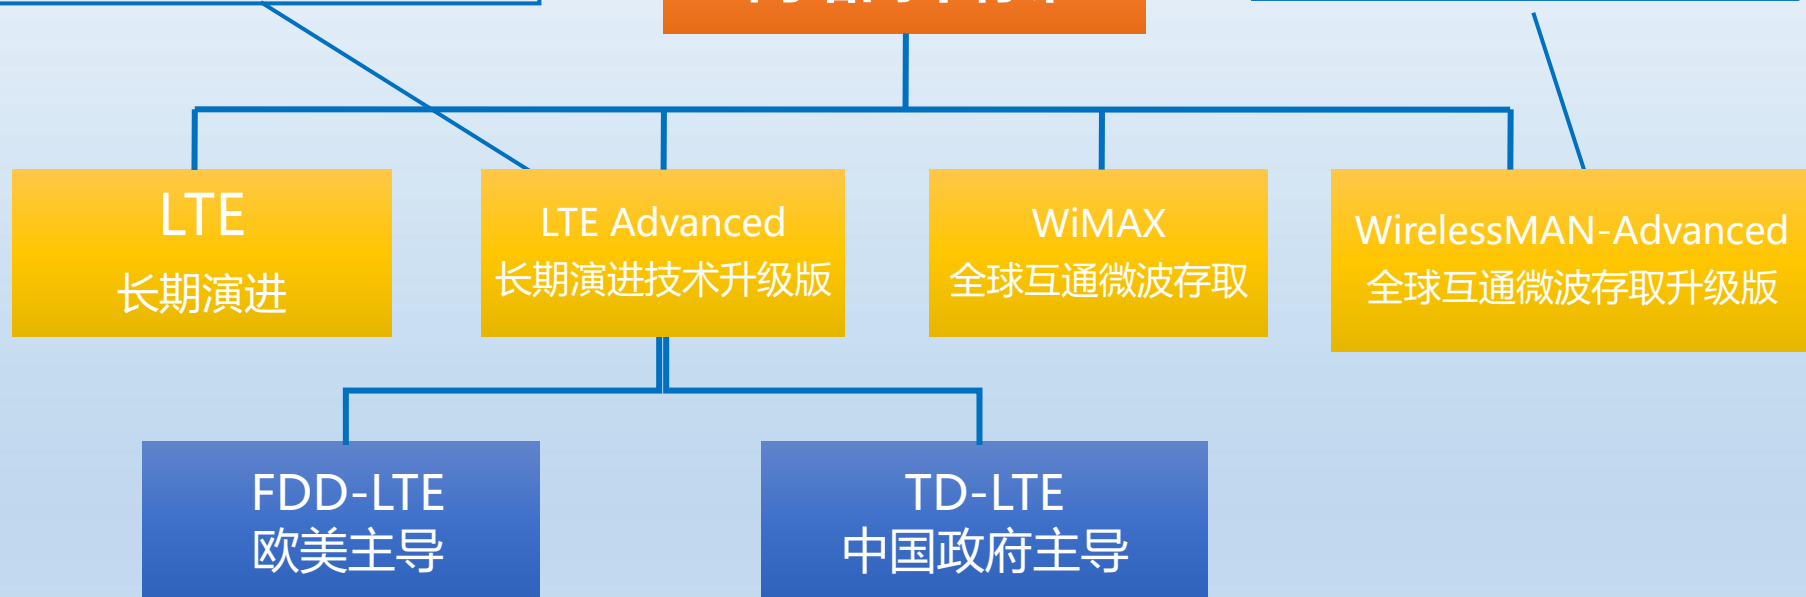 LTE
长期演进
LTE Advanced
长期演进技术升级版
WiMAX
全球互通微波存取
WirelessMAN-Advanced
全球互通微波存取升级版
FDD-LTE
欧美主导
TD-LTE
中国政府主导